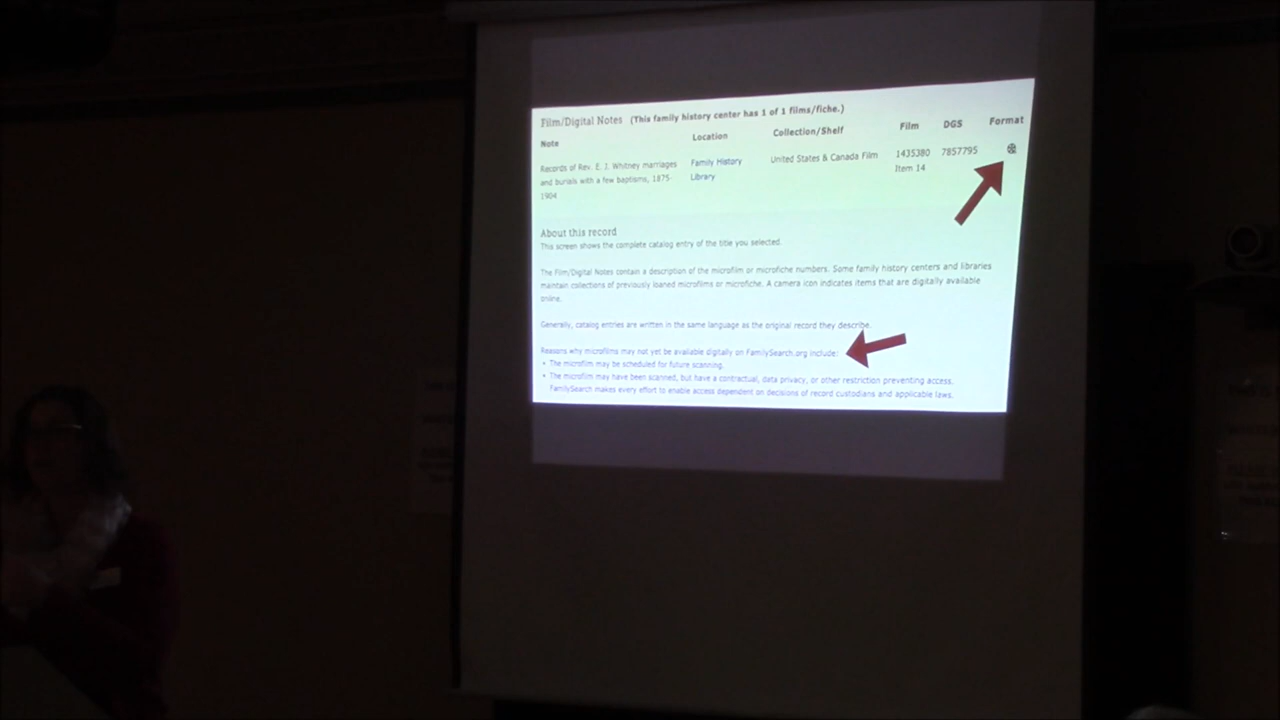 Film/Digital Notes (This family history center has 1 of 1 films/fiche.)
Note Location Collection/Shelf Film DGS Format
Records of Rev. E. J. Whitney marriages Family History United States & Canada Film 1435380 7857795
and burials with a few baptisms, 1875- Library Item 14
1904
About this record
This screen shows the complete catalog entry of the title you selected.
The Film/Digital Notes contain a description of the microfilm or microfiche numbers. Some family history centers and libraries
maintain collections of previously loaned microfilms or microfiche. A camera icon indicates items that are digitally available
online.
Generally, catalog entries are written in the same language as the original record they describe.
Reasons why microfilms may not yet be available digitally on FamilySearch.org include:
• The microfilm may be scheduled for future scanning.
• The microfilm may have been scanned, but have a contractual, data privacy, or other restriction preventing access.
FamilySearch makes every effort to enable access dependent on decisions of record custodians and applicable laws.